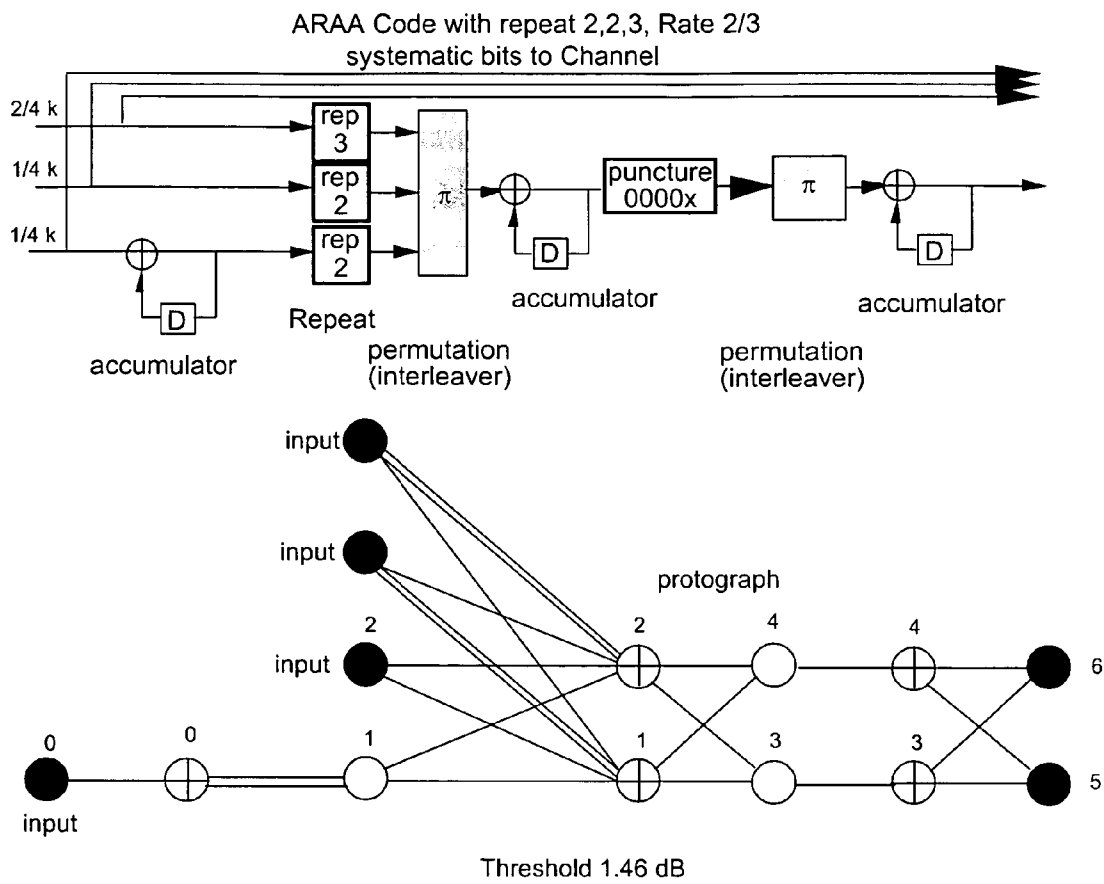 ARAA Code with repeat 2,2,3, Rate 2/3
systematic bits to Channel
2/4 k
1/4 k
1/4 k
rep
3
rep
2
rep
2
π
puncture
0000x
π
D
D
D
accumulator
Repeat
accumulator
accumulator
permutation
(interleaver)
permutation
(interleaver)
input
input
protograph
2
2
4
4
input
6
0
0
1
1
3
3
5
input
Threshold 1.46 dB